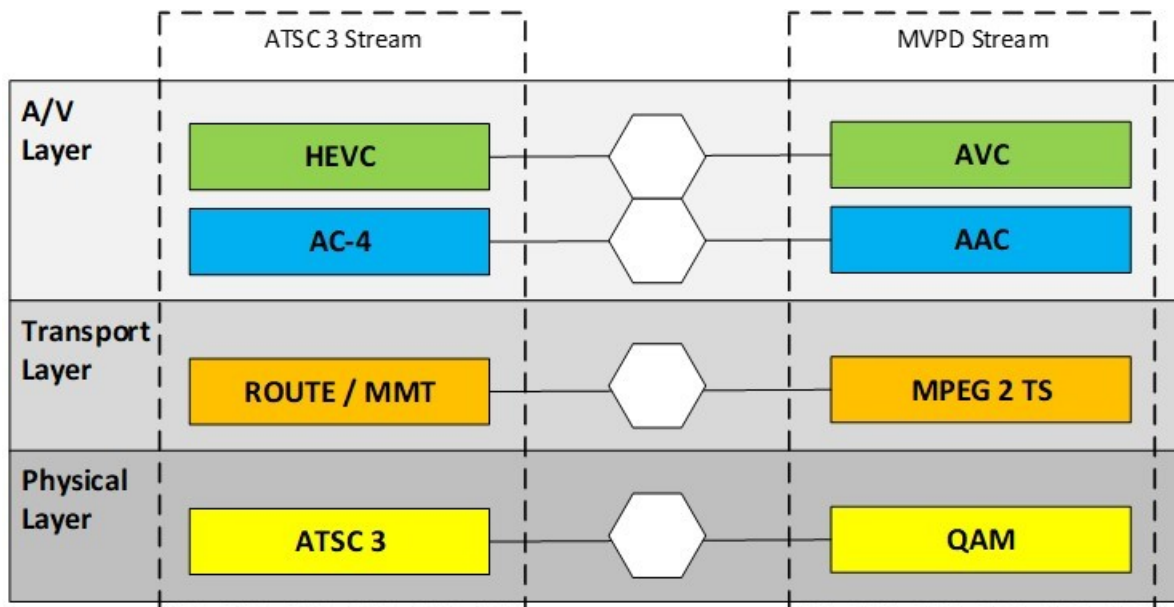 ATSC 3 Stream
MVPD Stream
A/V
Layer
HEVC
AVC
AC-4
AAC
Transport
Layer
ROUTE / MMT
MPEG 2 TS
Physical
Layer
ATSC 3
QAM